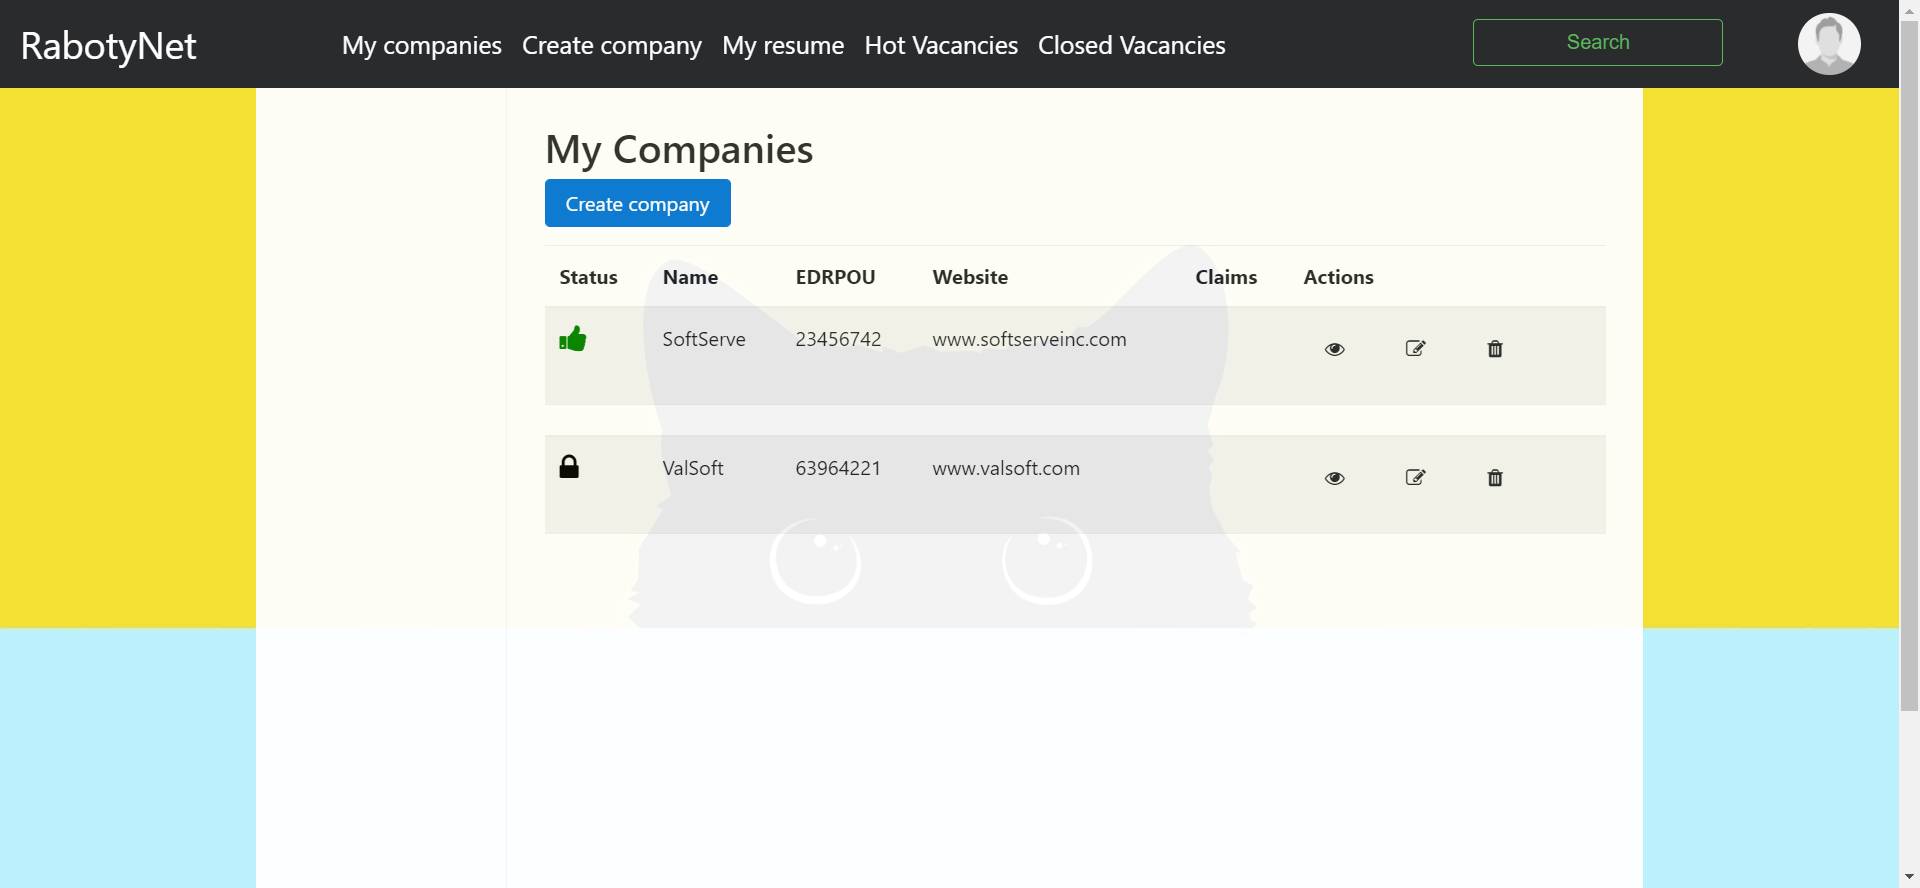 RabotyNet My companies Create company My resume Hot Vacancies Closed Vacancies Search
My Companies
Create company
Status Name EDRPOU Website Claims Actions
SoftServe 23456742 www.softserveinc.com
ValSoft 63964221 www.valsoft.com